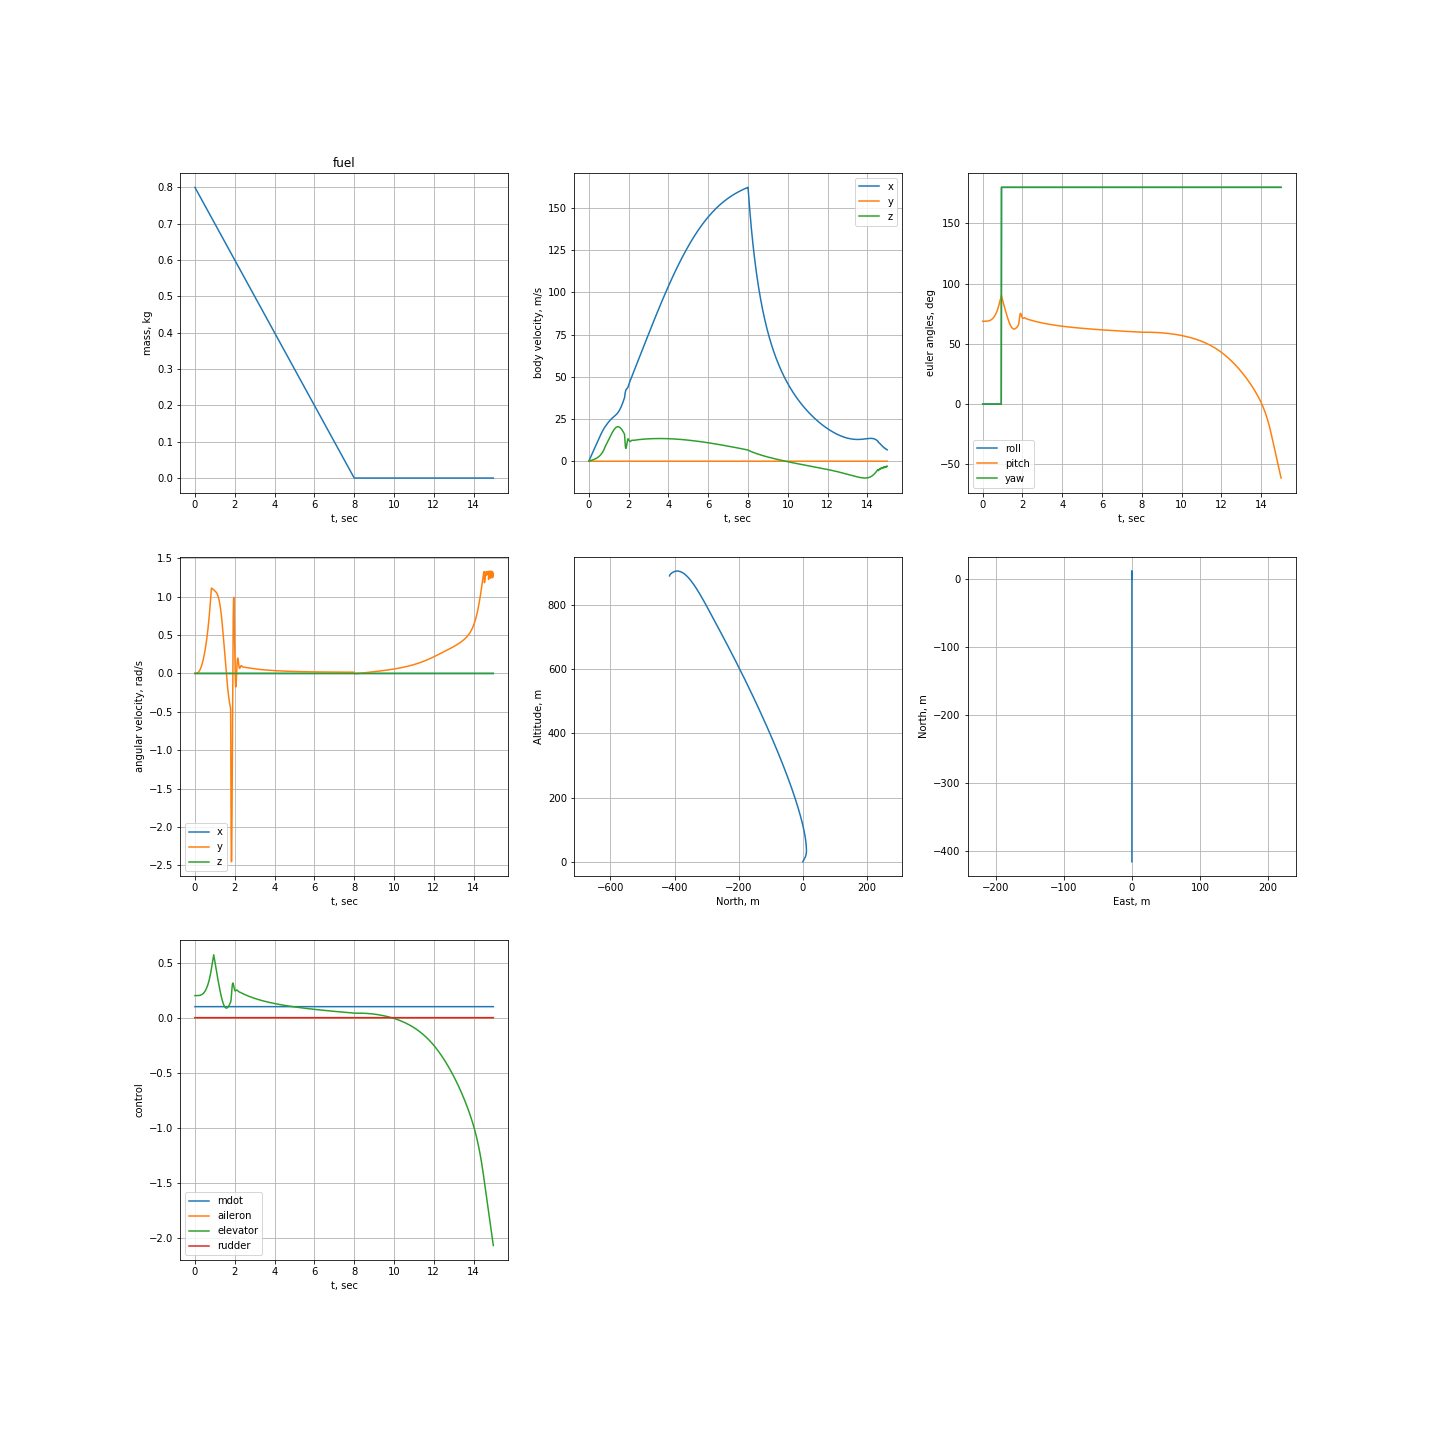 fuel
mass, kg
0.8
0.7
0.6
0.5
0.4
0.3
0.2
0.1
0.0
0 2 4 6 8 10 12 14
t, sec
body velocity, m/s
150
125
100
75
50
25
0
x
y
z
0 2 4 6 8 10 12 14
t, sec
euler angles, deg
150
100
50
0
−50
roll
pitch
yaw
0 2 4 6 8 10 12 14
t, sec
angular velocity, rad/s
1.5
1.0
0.5
0.0
−0.5
−1.0
−1.5
−2.0
−2.5
x
y
z
0 2 4 6 8 10 12 14
t, sec
Altitude, m
800
600
400
200
0
−600 −400 −200 0 200
North, m
North, m
0
−100
−200
−300
−400
−200 −100 0 100 200
East, m
control
0.5
0.0
−0.5
−1.0
−1.5
−2.0
mdot
aileron
elevator
rudder
0 2 4 6 8 10 12 14
t, sec